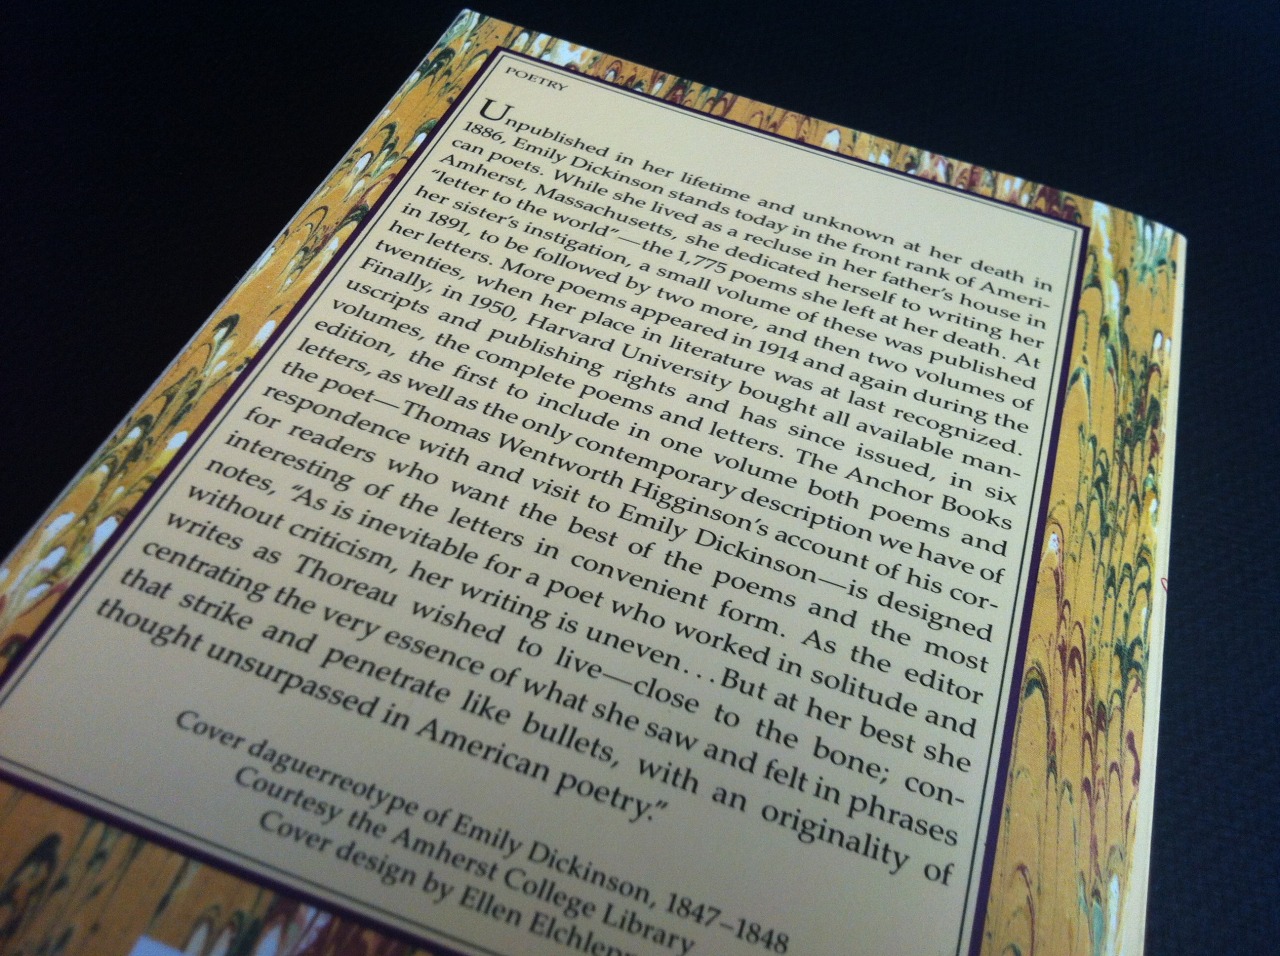 POETRY
Unpublished in her lifetime and unknown at her death in
1886, Emily Dickinson stands today in the front rank of Ameri-
can poets. While she lived as a recluse in her father's house in
Amherst, Massachusetts, she dedicated herself to writing her
"letter to the world"—the 1,775 poems she left at her death. At
her sister's instigation, a small volume of these was published
in 1891, to be followed by two more, and then two volumes of
her letters. More poems appeared in 1914 and again during the
twenties, when her place in literature was at last recognized.
Finally, in 1950, Harvard University bought all available man-
uscripts and publishing rights and has since issued, in six
volumes, the complete poems and letters. The Anchor Books
edition, the first to include in one volume both poems and
letters, as well as the only contemporary description we have of
the poet—Thomas Wentworth Higginson's account of his cor-
respondence with and visit to Emily Dickinson—is designed
for readers who want the best of the poems and the most
interesting of the letters in convenient form. As the editor
notes, "As is inevitable for a poet who worked in solitude and
without criticism, her writing is uneven...But at her best she
writes as Thoreau wished to live—close to the bone; con-
centrating the very essence of what she saw and felt in phrases
that strike and penetrate like bullets, with an originality of
thought unsurpassed in American poetry."
Cover daguerreotype of Emily Dickinson, 1847–1848
Courtesy the Amherst College Library
Cover design by Ellen